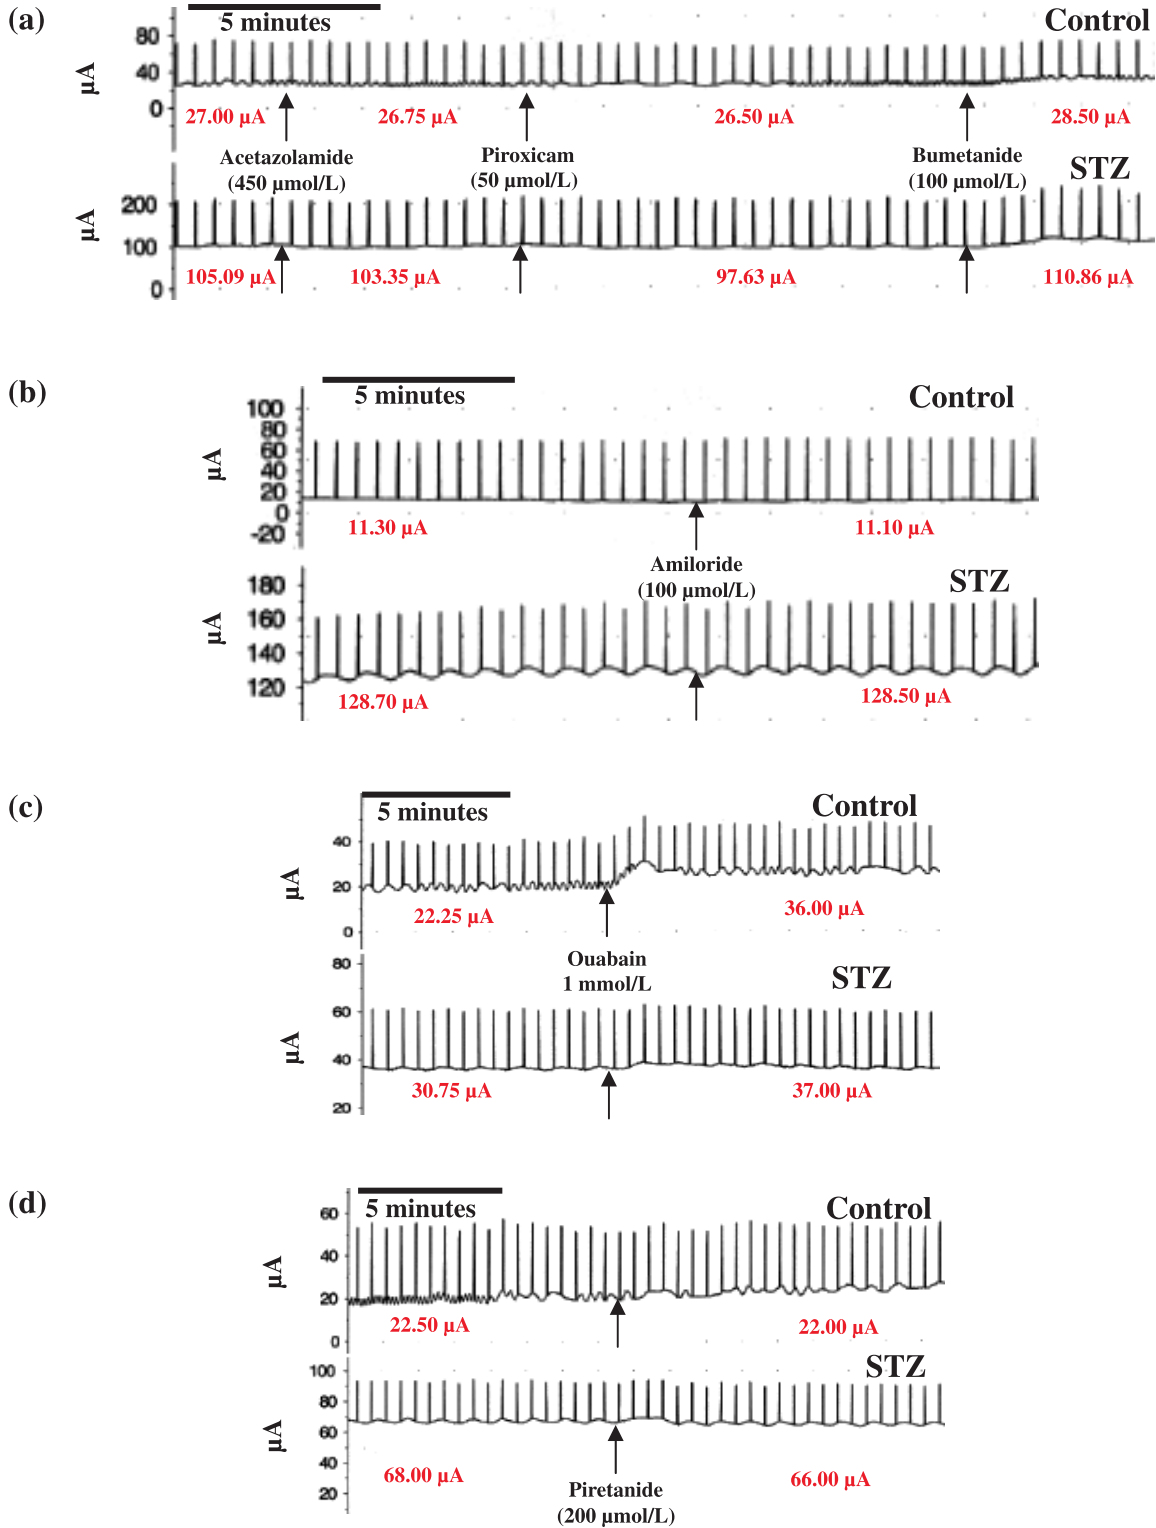 (a)
5 minutes
Control
µA
80
40
0
27.00 µA
26.75 µA
26.50 µA
28.50 µA
Acetazolamide
(450 µmol/L)
Piroxicam
(50 µmol/L)
Bumetanide
(100 µmol/L)
STZ
µA
200
100
0
105.09 µA
103.35 µA
97.63 µA
110.86 µA
(b)
5 minutes
Control
µA
100
80
60
40
20
0
-20
11.30 µA
11.10 µA
Amiloride
(100 µmol/L)
STZ
µA
180
160
140
120
128.70 µA
128.50 µA
(c)
5 minutes
Control
µA
40
20
0
22.25 µA
36.00 µA
Ouabain
1 mmol/L
STZ
µA
80
60
40
20
30.75 µA
37.00 µA
(d)
5 minutes
Control
µA
60
40
20
0
22.50 µA
22.00 µA
STZ
µA
100
80
60
40
20
68.00 µA
66.00 µA
Piretanide
(200 µmol/L)